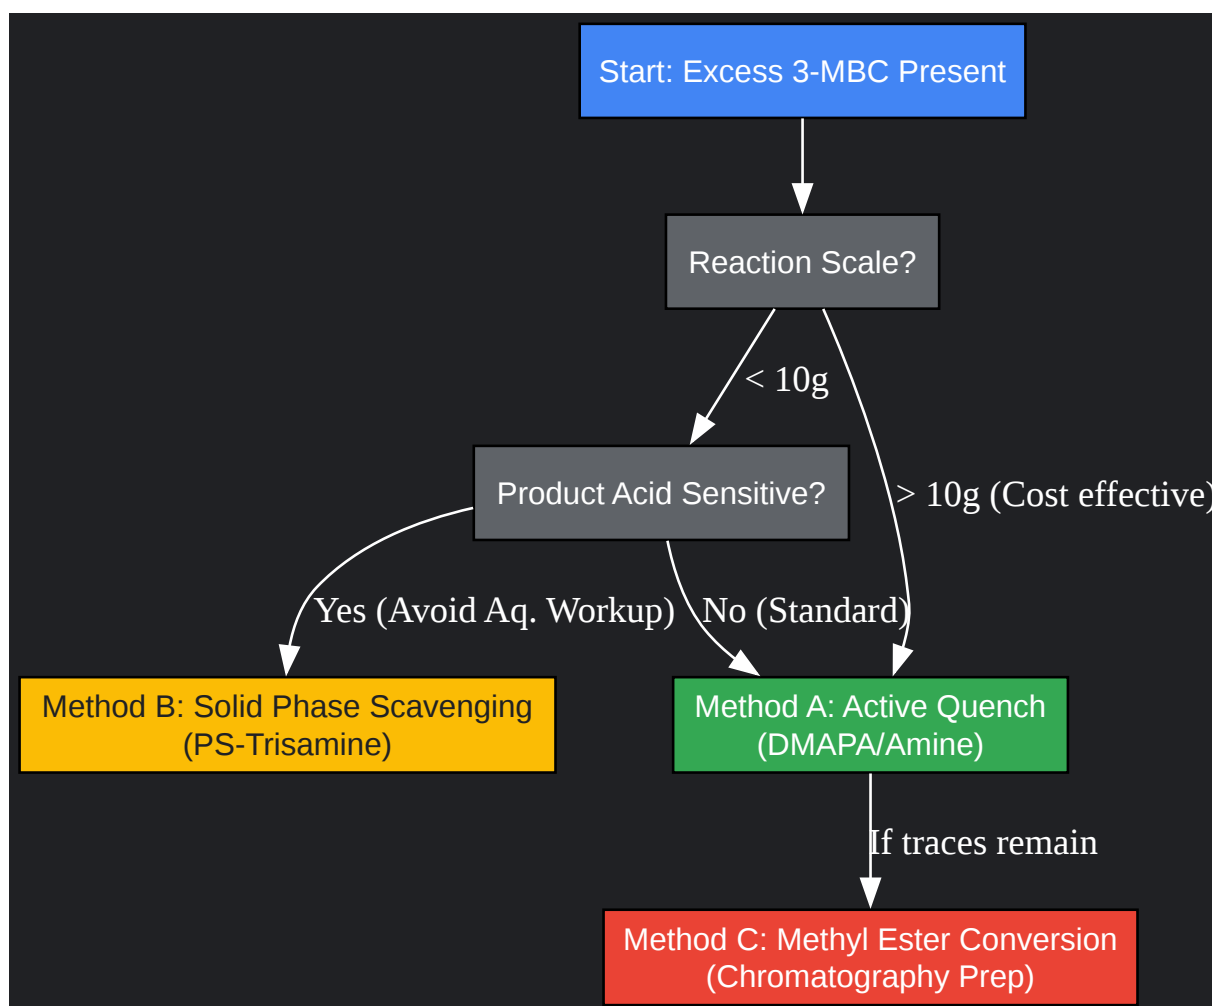 Start: Excess 3-MBC Present
Reaction Scale?
< 10g
Product Acid Sensitive?
> 10g (Cost effective)
Yes (Avoid Aq. Workup)
No (Standard)
Method B: Solid Phase Scavenging
(PS-Trisamine)
Method A: Active Quench
(DMAPA/Amine)
If traces remain
Method C: Methyl Ester Conversion
(Chromatography Prep)